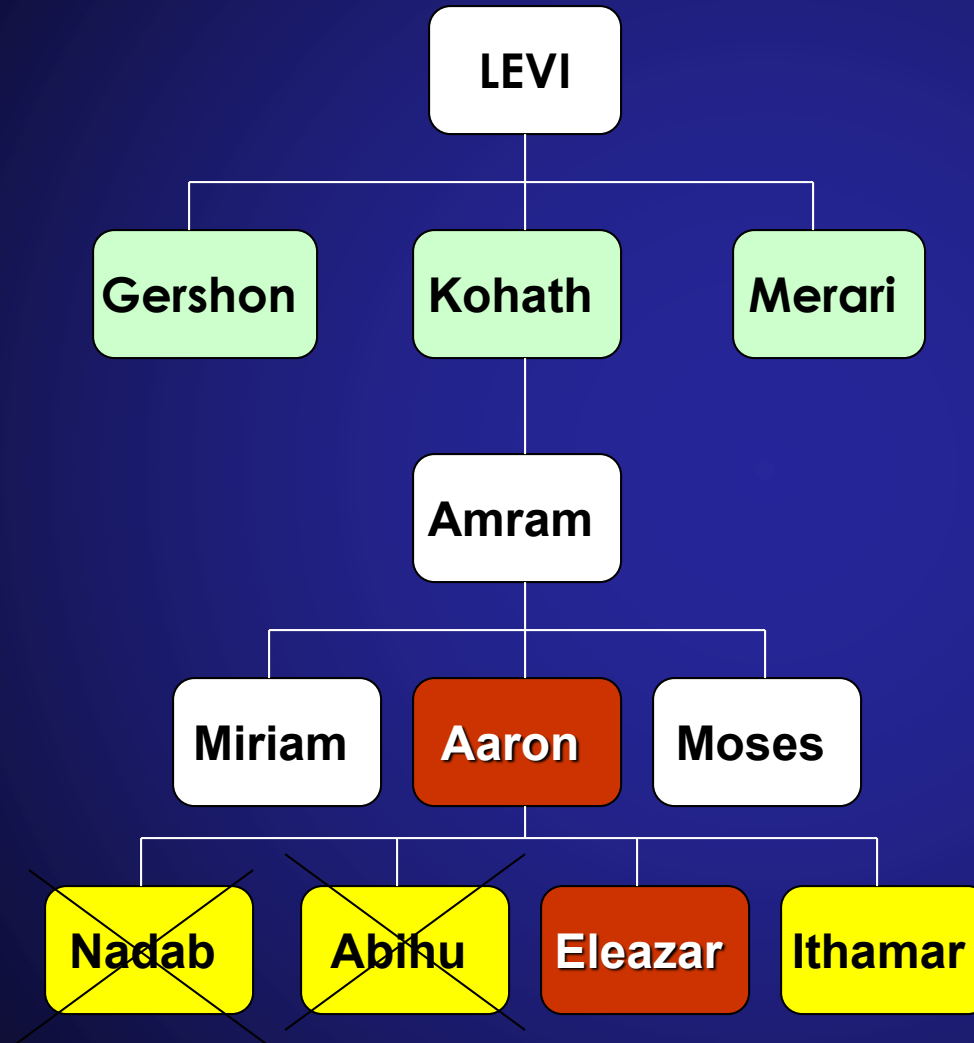 LEVI
Gershon Kohath Merari
Amram
Miriam Aaron Moses
Nadab Abihu Eleazar Ithamar